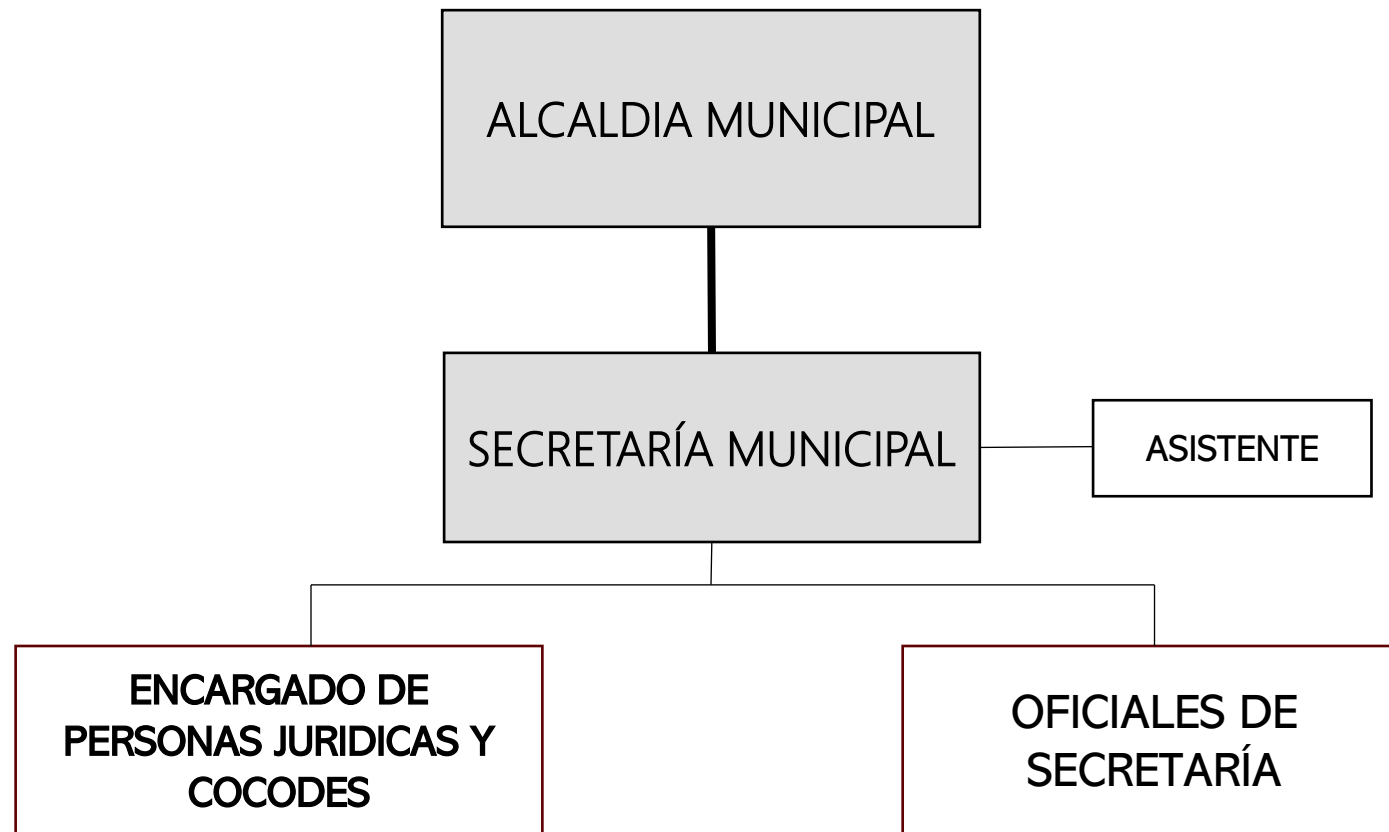 ALCALDIA MUNICIPAL
SECRETARÍA MUNICIPAL
ASISTENTE
ENCARGADO DE
PERSONAS JURIDICAS Y
COCODES
OFICIALES DE
SECRETARÍA